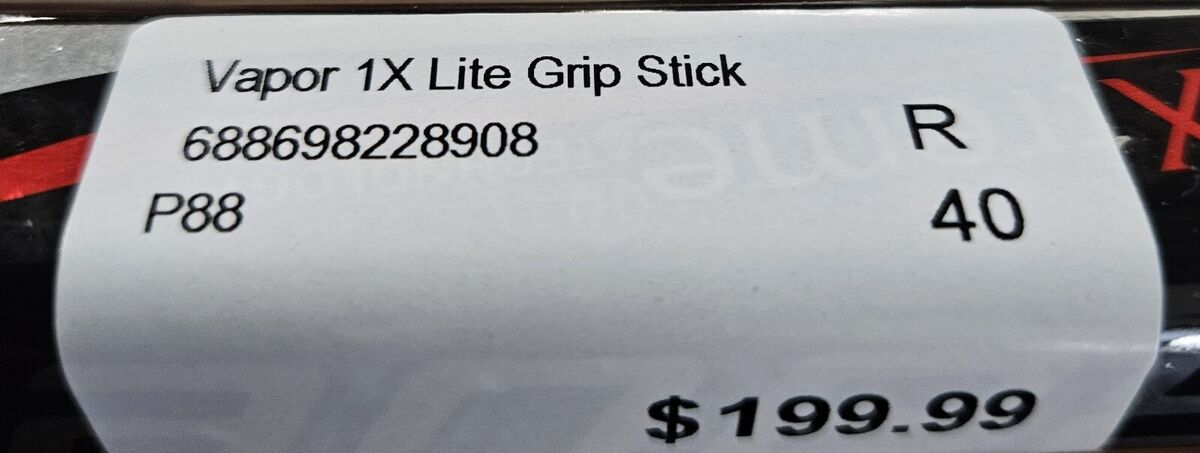 Vapor 1X Lite Grip Stick
688698228908 R
P88 40
$199.99